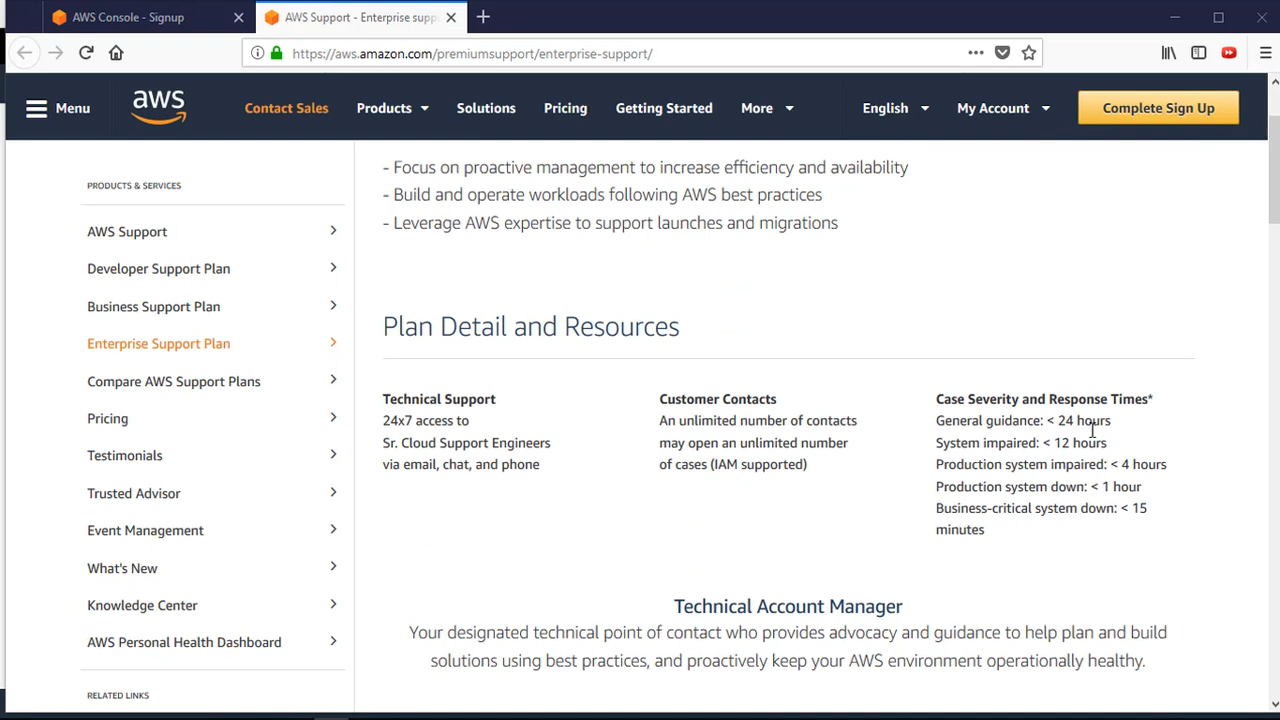 AWS Console - Signup
AWS Support - Enterprise supp
https://aws.amazon.com/premiumsupport/enterprise-support/
Menu
aws
Contact Sales
Products
Solutions
Pricing
Getting Started
More
English
My Account
Complete Sign Up
PRODUCTS & SERVICES
AWS Support
Developer Support Plan
Business Support Plan
Enterprise Support Plan
Compare AWS Support Plans
Pricing
Testimonials
Trusted Advisor
Event Management
What's New
Knowledge Center
AWS Personal Health Dashboard
RELATED LINKS
- Focus on proactive management to increase efficiency and availability
- Build and operate workloads following AWS best practices
- Leverage AWS expertise to support launches and migrations
Plan Detail and Resources
Technical Support
24x7 access to
Sr. Cloud Support Engineers
via email, chat, and phone
Customer Contacts
An unlimited number of contacts
may open an unlimited number
of cases (IAM supported)
Case Severity and Response Times*
General guidance: < 24 hours
System impaired: < 12 hours
Production system impaired: < 4 hours
Production system down: < 1 hour
Business-critical system down: < 15
minutes
Technical Account Manager
Your designated technical point of contact who provides advocacy and guidance to help plan and build
solutions using best practices, and proactively keep your AWS environment operationally healthy.